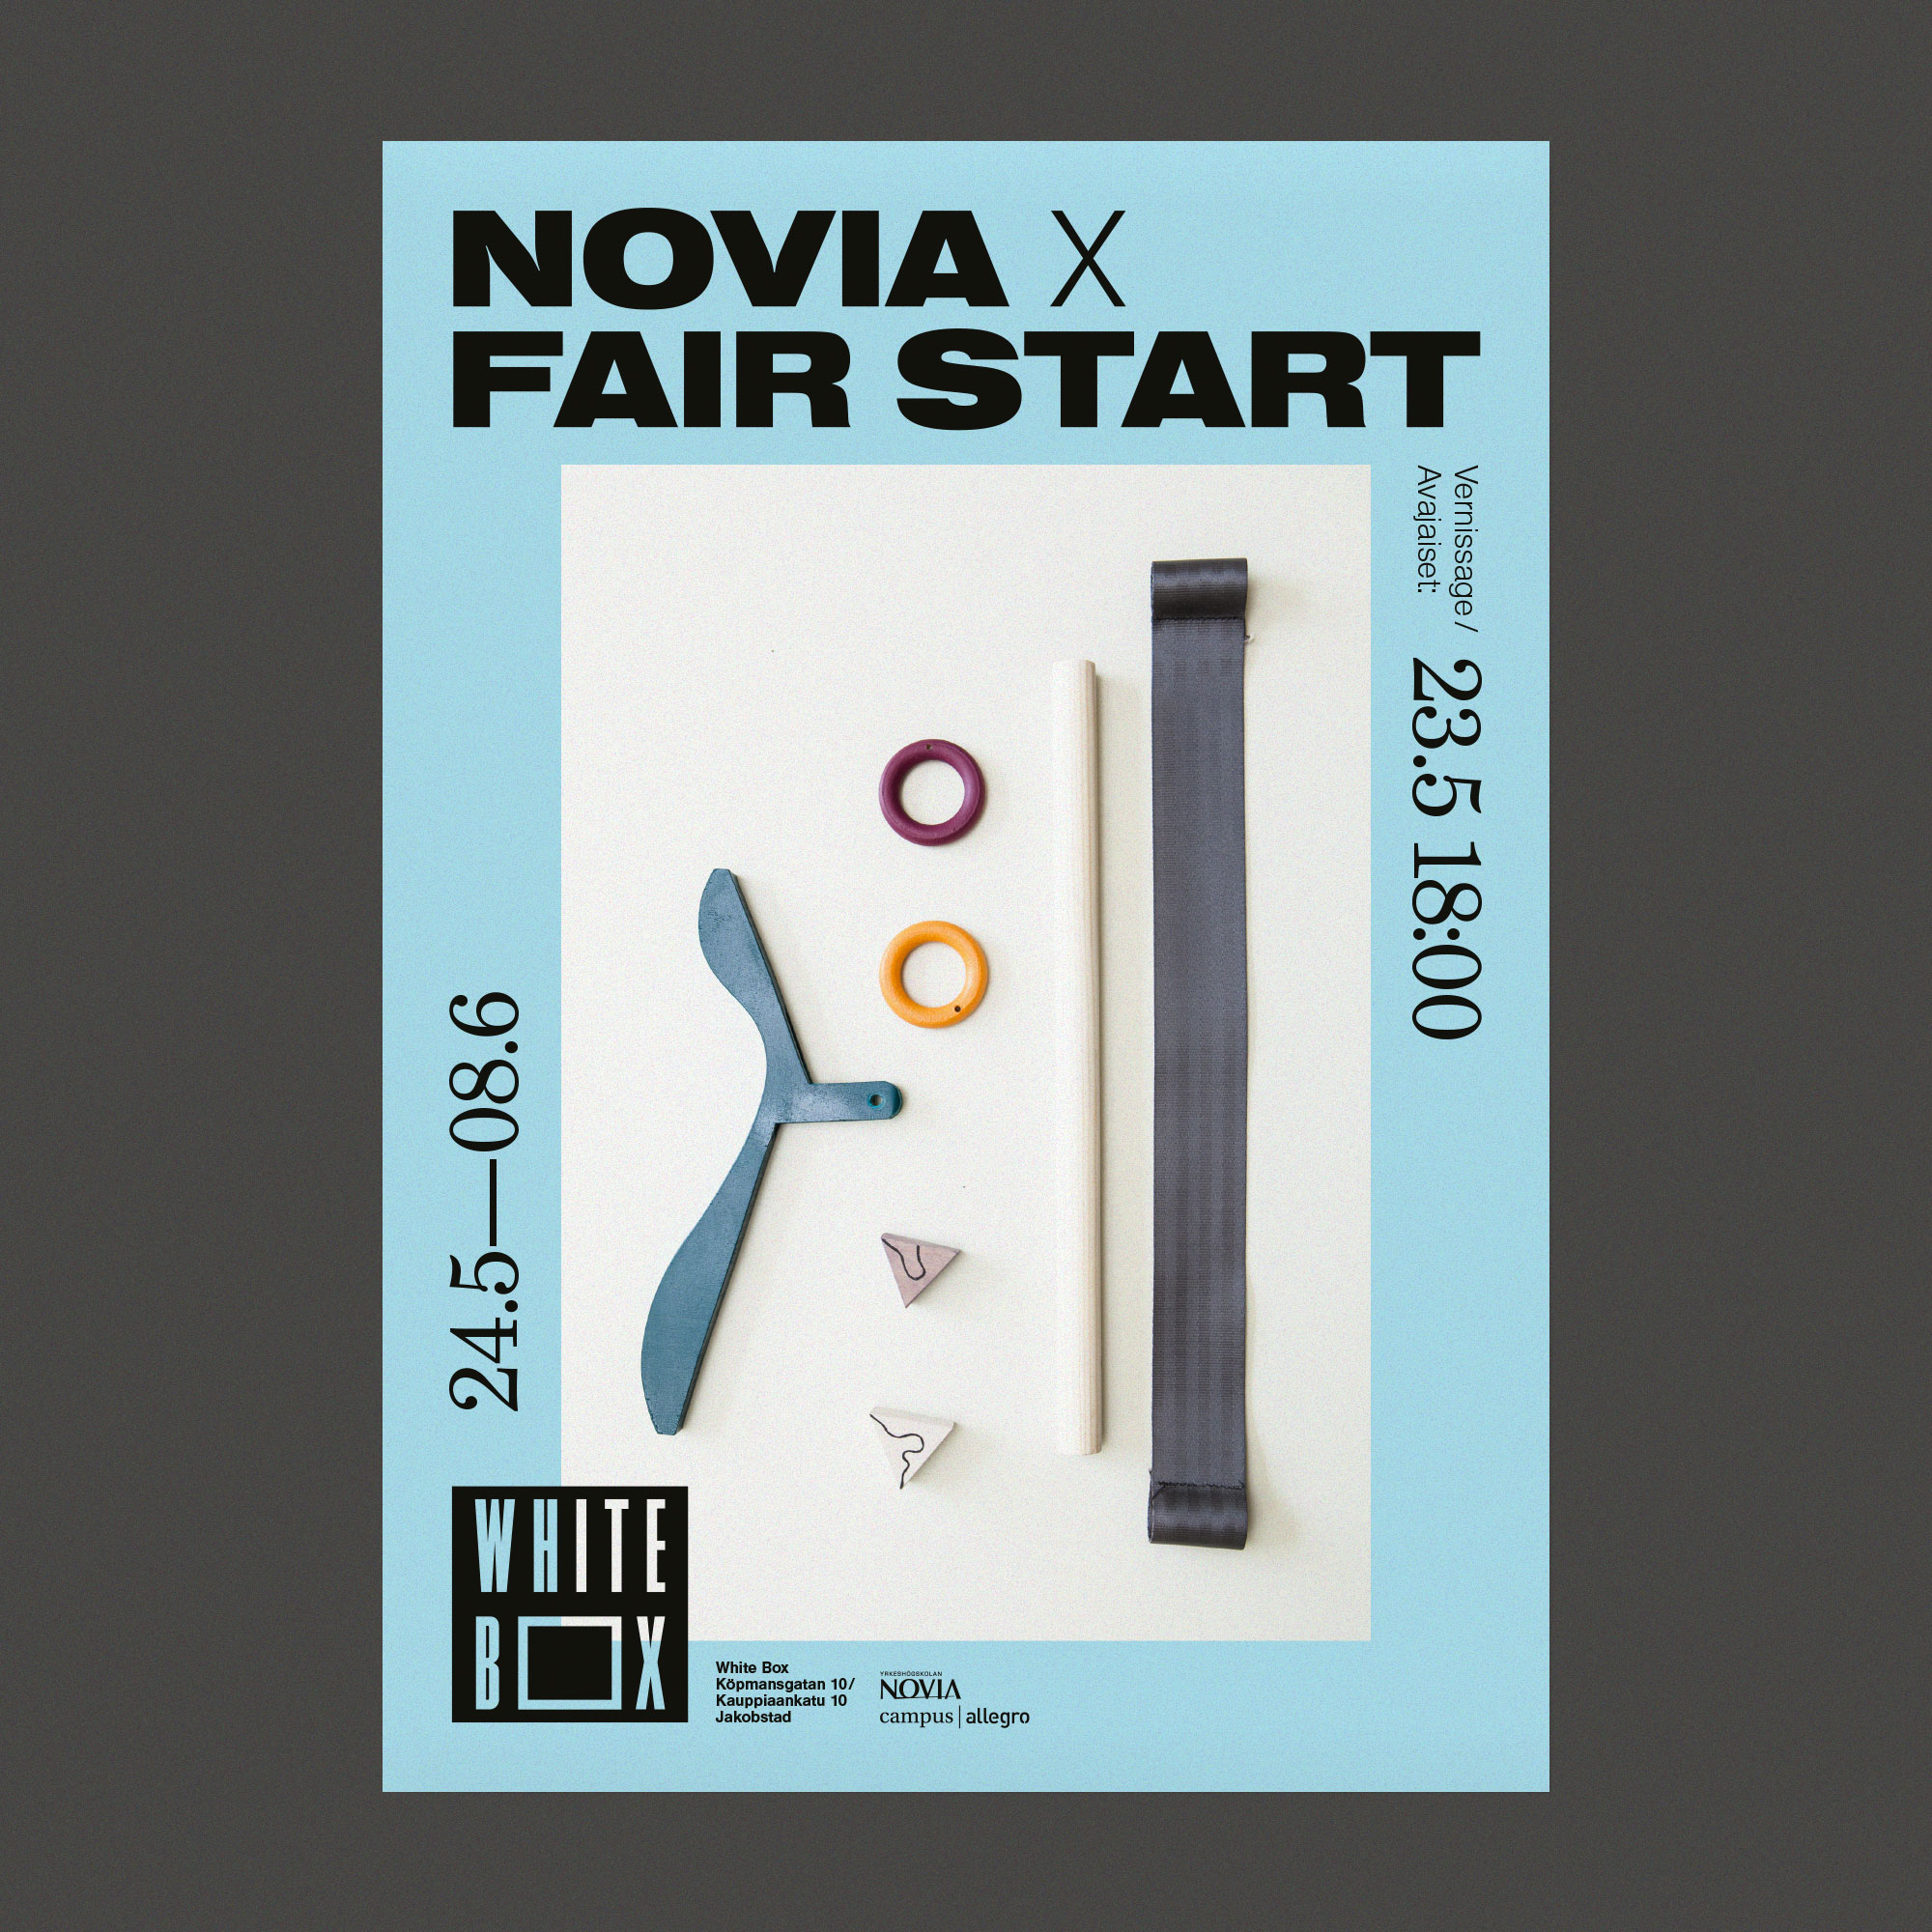 NOVIA X
FAIR START
Vernissage /
Avajaiset:
23.5 18:00
24.5—08.6
WHITE
BOX
White Box
Köpmansgatan 10/
Kauppiaankatu 10
Jakobstad
YRKESHÖGSKOLAN
NOVIA
campus | allegro